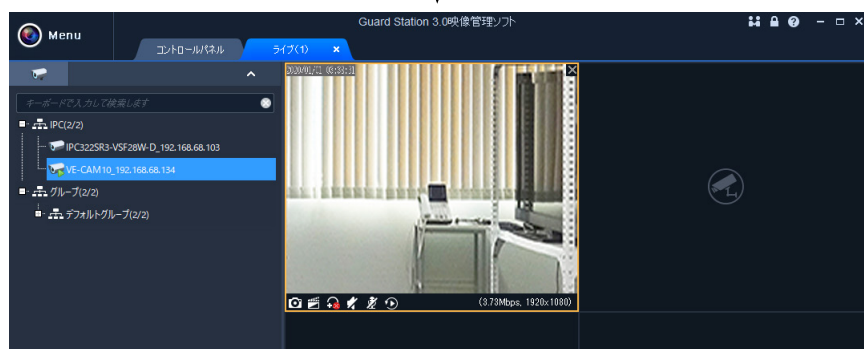 Guard Station 3.0映像管理ソフト
Menu
コントロールパネル
ライブ(1)
キーボードで入力して検索します
IPC(2/2)
IPC322SR3-VSF28W-D_192.168.68.103
VE-CAM10_192.168.68.134
グループ(2/2)
デフォルトグループ(2/2)
(3.73Mbps, 1920×1080)